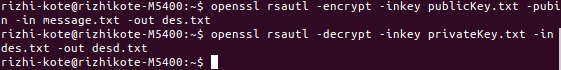 rizhi-kote@rizhikote-M5400:~$ openssl rsautl -encrypt -inkey publicKey.txt -pubi
n -in message.txt -out des.txt
rizhi-kote@rizhikote-M5400:~$ openssl rsautl -decrypt -inkey privateKey.txt -in
des.txt -out desd.txt
rizhi-kote@rizhikote-M5400:~$